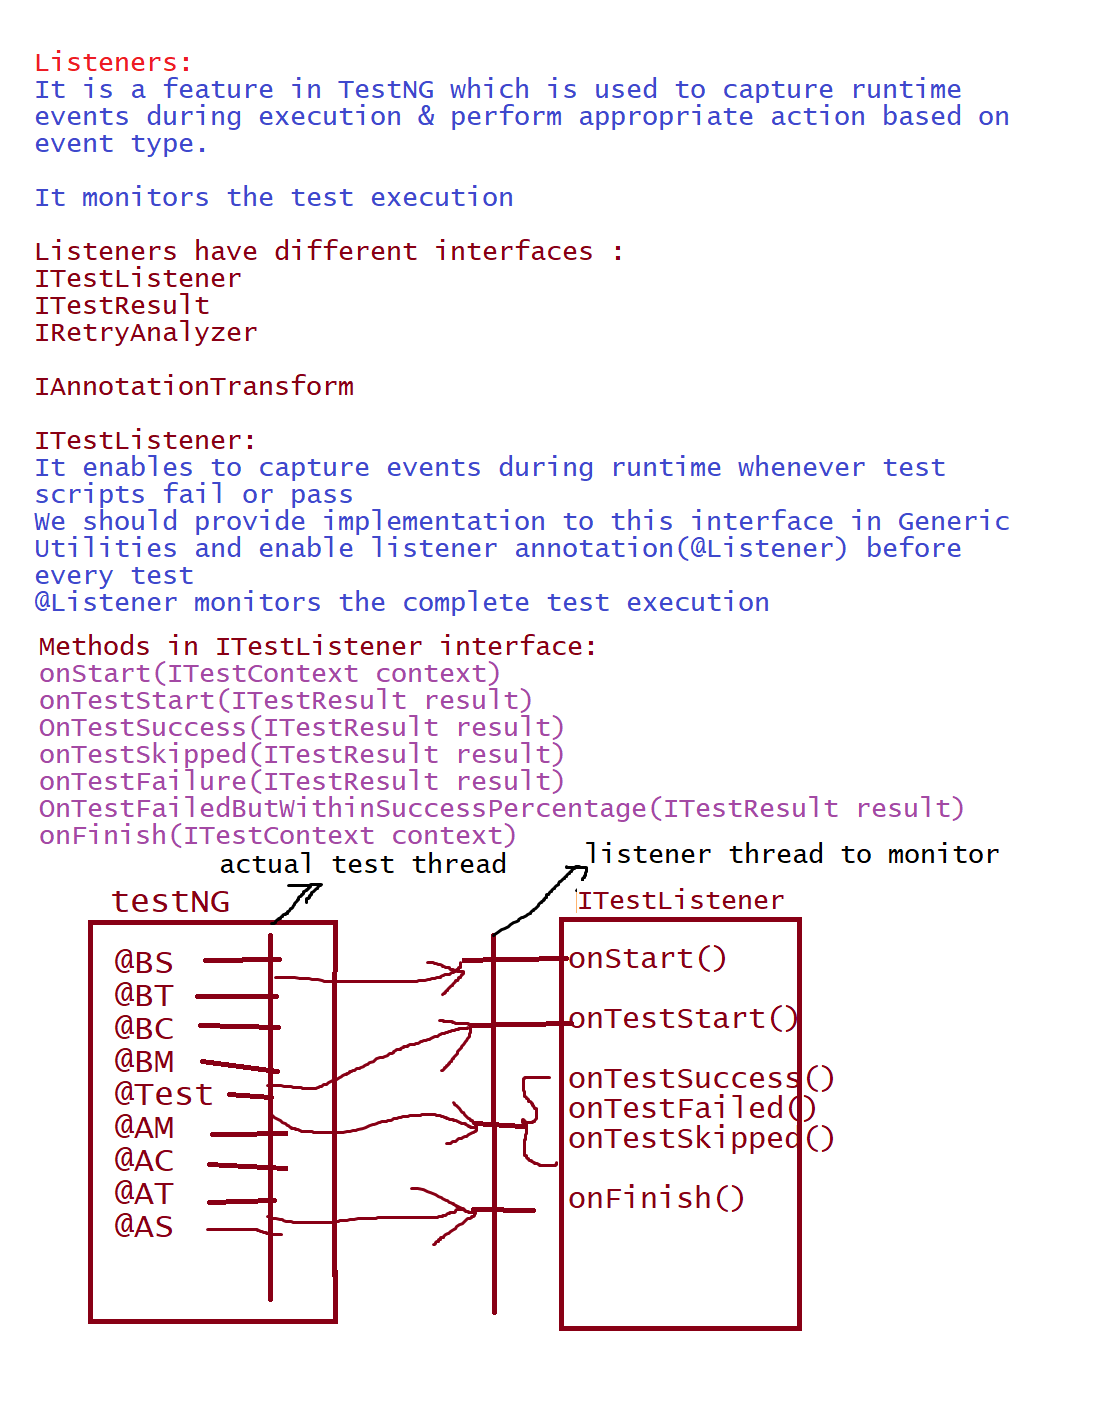 Listeners:
It is a feature in TestNG which is used to capture runtime
events during execution & perform appropriate action based on
event type.
It monitors the test execution
Listeners have different interfaces :
ITestListener
ITestResult
IRetryAnalyzer
IAnnotationTransform
ITestListener:
It enables to capture events during runtime whenever test
scripts fail or pass
We should provide implementation to this interface in Generic
Utilities and enable listener annotation(@Listener) before
every test
@Listener monitors the complete test execution
Methods in ITestListener interface:
onStart(ITestContext context)
onTestStart(ITestResult result)
OnTestSuccess(ITestResult result)
onTestSkipped(ITestResult result)
onTestFailure(ITestResult result)
OnTestFailedButWithinSuccessPercentage(ITestResult result)
onFinish(ITestContext context)
actual test thread
listener thread to monitor
testNG
@BS
@BT
@BC
@BM
@Test
@AM
@AC
@AT
@AS
ITestListener
onStart()
onTestStart()
onTestSuccess()
onTestFailed()
onTestSkipped()
onFinish()